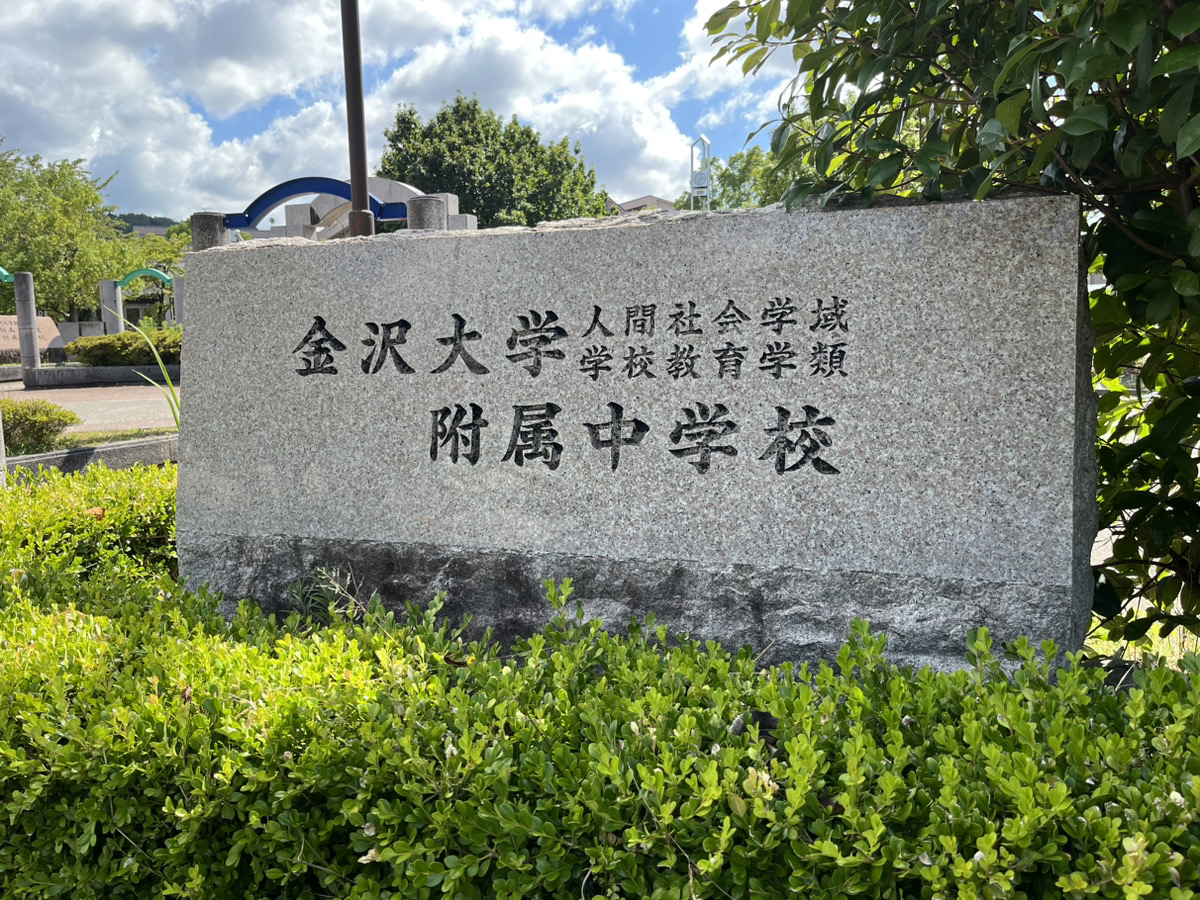 金沢大学人間社会学域
学校教育学類
附属中学校